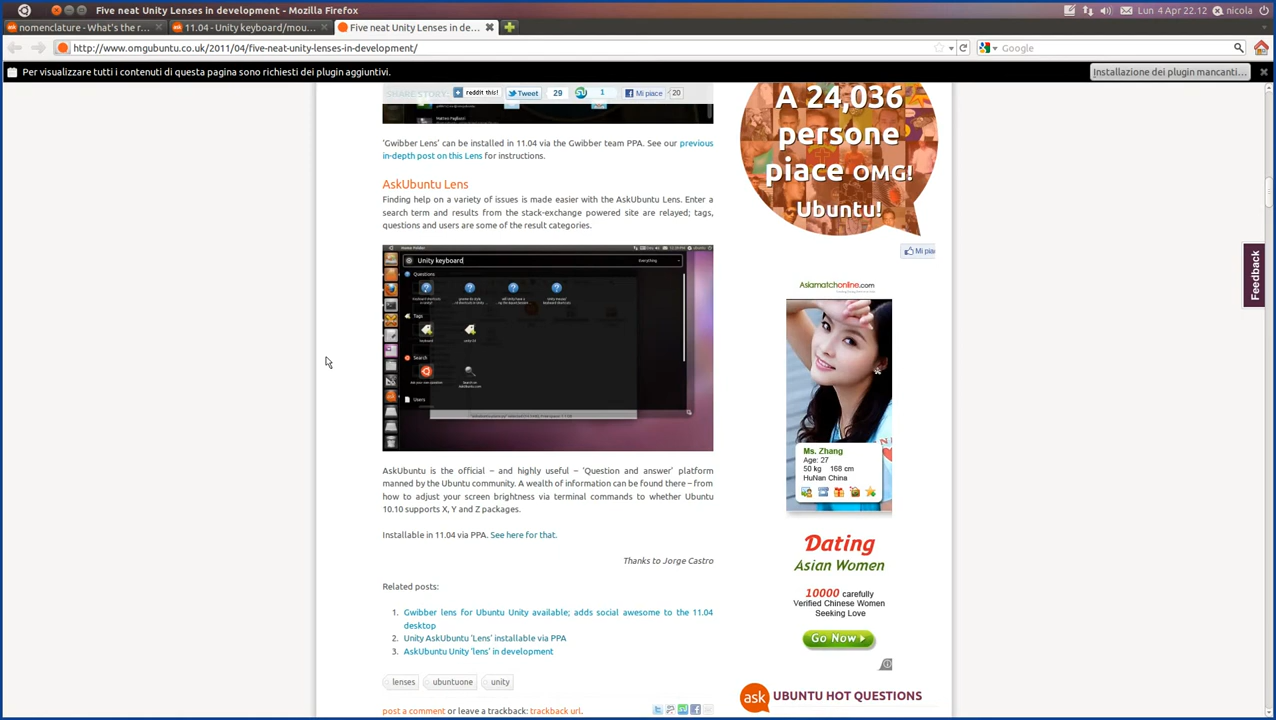 Five neat Unity Lenses in development - Mozilla Firefox
Lun 4 Apr 22.12 nicola
ask nomenclature - What's the r...
ask 11.04 - Unity keyboard/mou...
Five neat Unity Lenses in de...
http://www.omgubuntu.co.uk/2011/04/five-neat-unity-lenses-in-development/
Google
Per visualizzare tutti i contenuti di questa pagina sono richiesti dei plugin aggiuntivi.
Installazione dei plugin mancanti...
SHARE STORY
reddit this!
Tweet
29
1
Mi piace
20
'Gwibber Lens' can be installed in 11.04 via the Gwibber team PPA. See our previous
in-depth post on this Lens for instructions.
AskUbuntu Lens
Finding help on a variety of issues is made easier with the AskUbuntu Lens. Enter a
search term and results from the stack-exchange powered site are relayed; tags,
questions and users are some of the result categories.
Unity keyboard
Everything
Questions
Tags
Search
Users
AskUbuntu is the official – and highly useful – 'Question and answer' platform
manned by the Ubuntu community. A wealth of information can be found there – from
how to adjust your screen brightness via terminal commands to whether Ubuntu
10.10 supports X, Y and Z packages.
Installable in 11.04 via PPA. See here for that.
Thanks to Jorge Castro
Related posts:
1. Gwibber lens for Ubuntu Unity available; adds social awesome to the 11.04
desktop
2. Unity AskUbuntu 'Lens' installable via PPA
3. AskUbuntu Unity 'lens' in development
lenses
ubuntuone
unity
post a comment or leave a trackback: trackback url.
A 24,036
persone
piace OMG!
Ubuntu!
Mi piac
Asiamatchonline.com
Ms. Zhang
Age: 27
50 kg 168 cm
HuNan China
Dating
Asian Women
10000 carefully
Verified Chinese Women
Seeking Love
Go Now
ask UBUNTU HOT QUESTIONS
Feedback